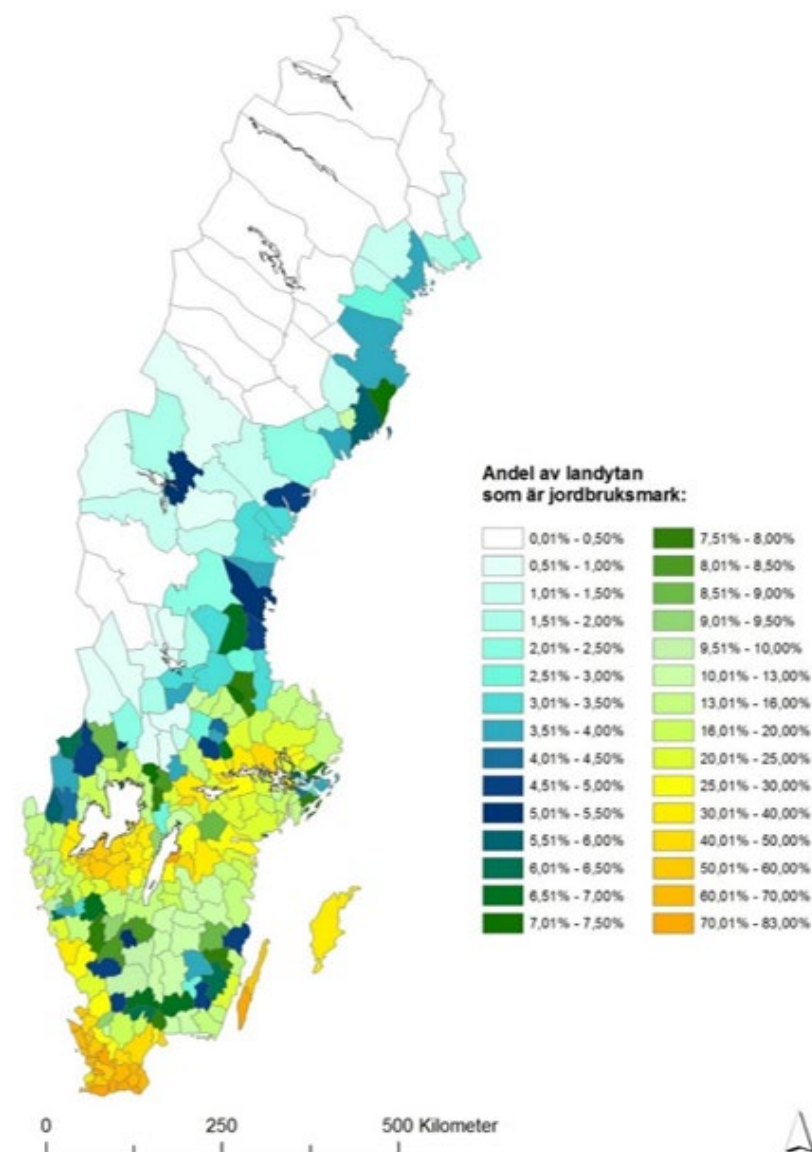 Andel av landytan
som är jordbruksmark:
0,01% - 0,50%
0,51% - 1,00%
1,01% - 1,50%
1,51% - 2,00%
2,01% - 2,50%
2,51% - 3,00%
3,01% - 3,50%
3,51% - 4,00%
4,01% - 4,50%
4,51% - 5,00%
5,01% - 5,50%
5,51% - 6,00%
6,01% - 6,50%
6,51% - 7,00%
7,01% - 7,50%
7,51% - 8,00%
8,01% - 8,50%
8,51% - 9,00%
9,01% - 9,50%
9,51% - 10,00%
10,01% - 13,00%
13,01% - 16,00%
16,01% - 20,00%
20,01% - 25,00%
25,01% - 30,00%
30,01% - 40,00%
40,01% - 50,00%
50,01% - 60,00%
60,01% - 70,00%
70,01% - 83,00%
0 250 500 Kilometer